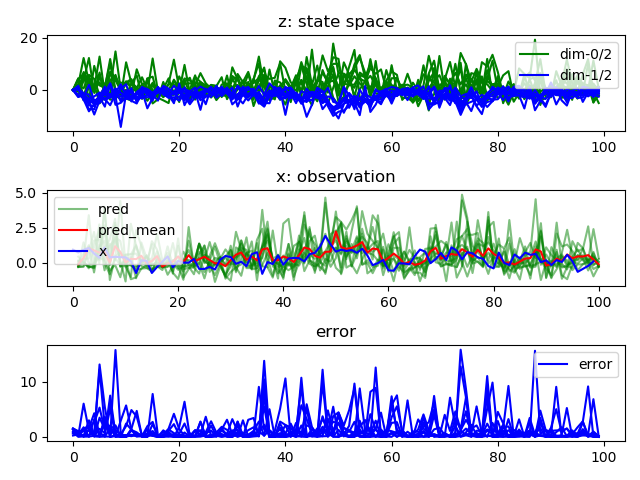 z: state space
20
0
dim-0/2
dim-1/2
0 20 40 60 80 100
x: observation
5.0
2.5
0.0
pred
pred_mean
x
0 20 40 60 80 100
error
10
0
error
0 20 40 60 80 100